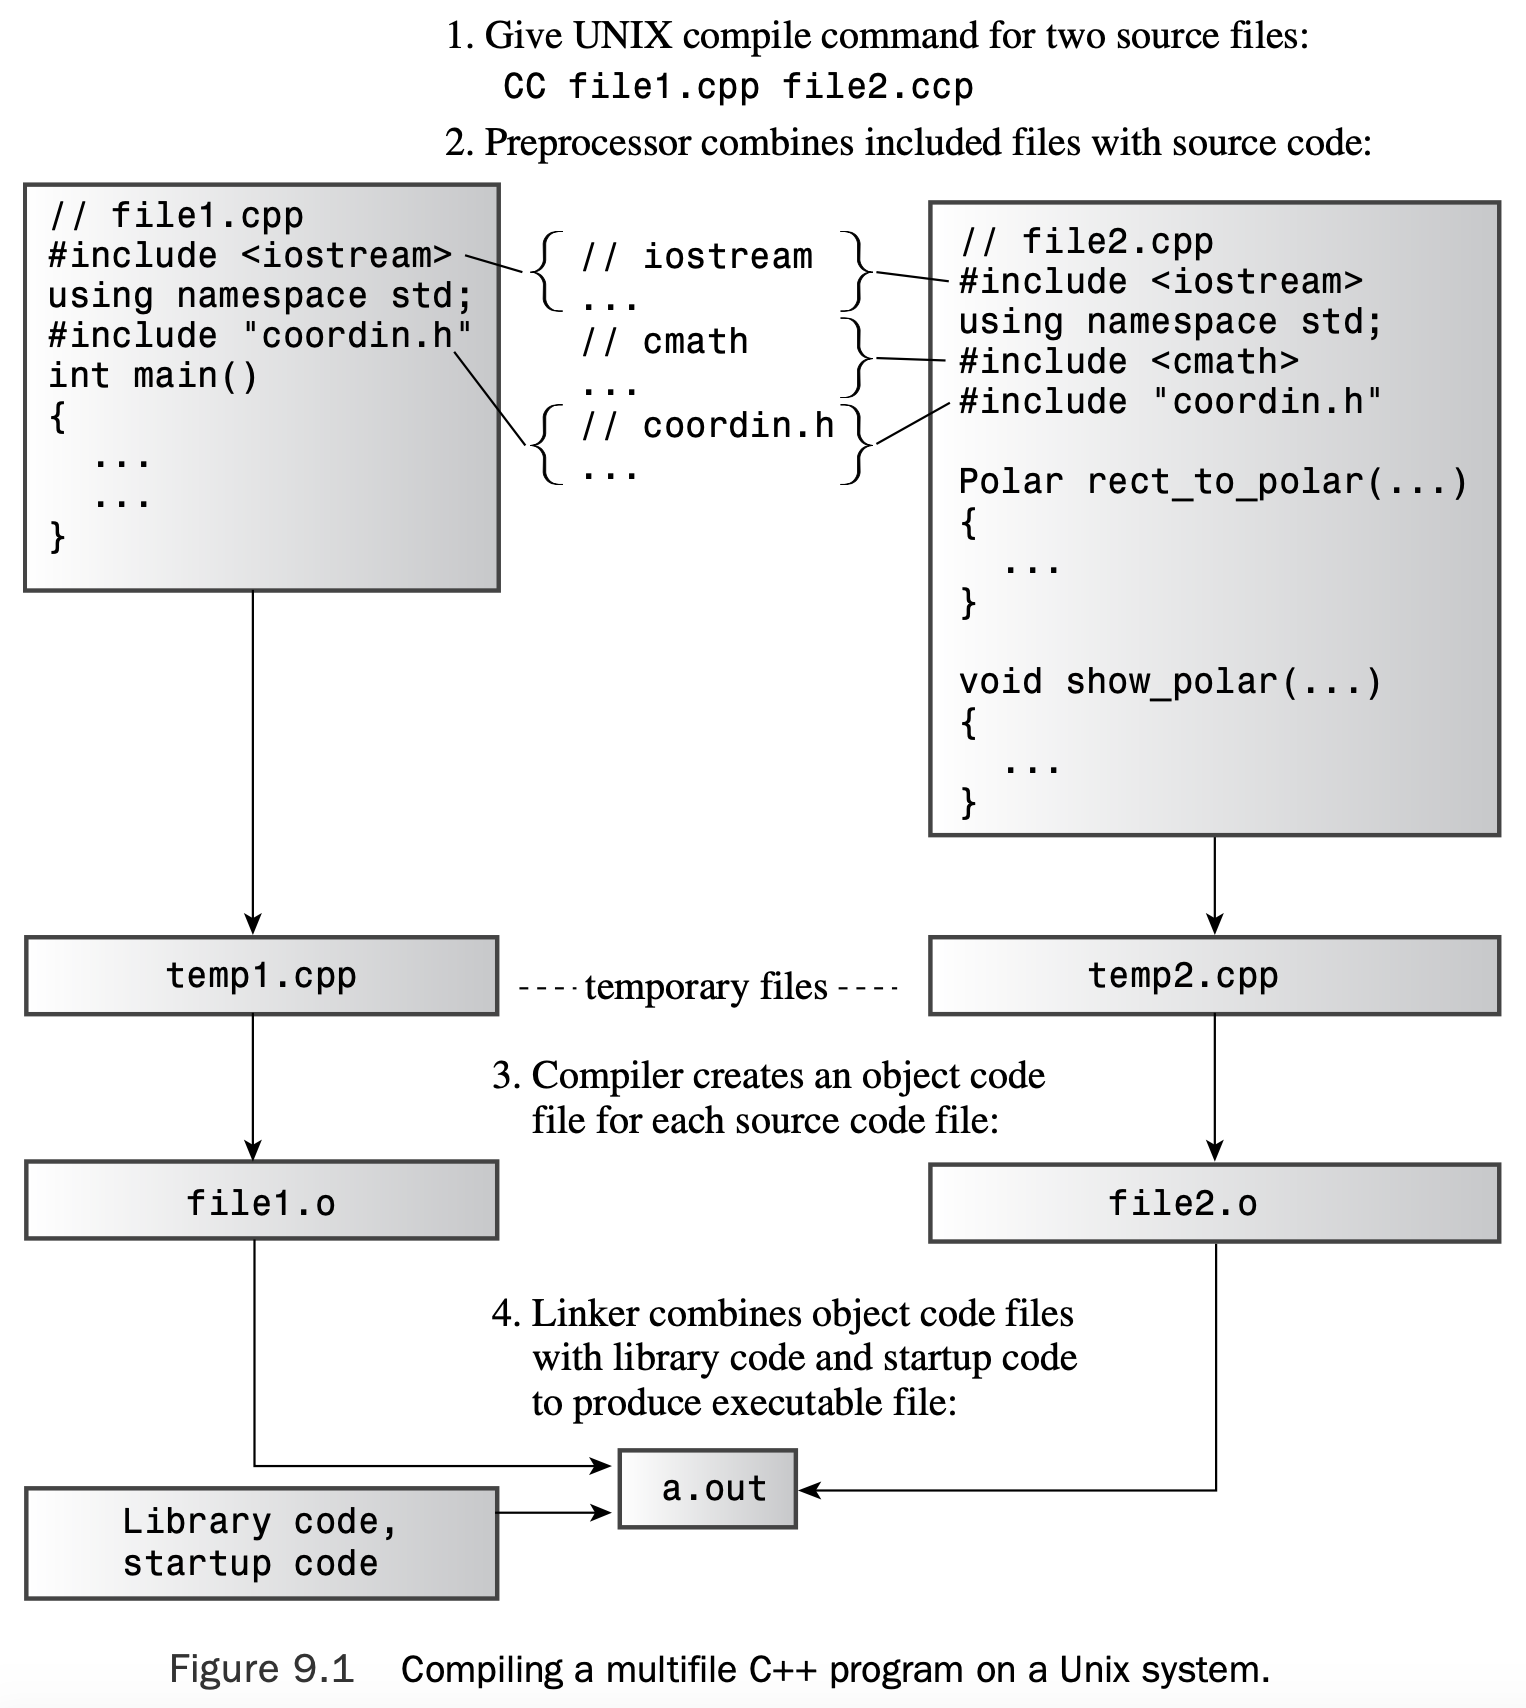 1. Give UNIX compile command for two source files:
CC file1.cpp file2.ccp
2. Preprocessor combines included files with source code:
// file1.cpp
#include <iostream>
using namespace std;
#include "coordin.h"
int main()
{
...
...
}
// iostream
...
// cmath
...
// coordin.h
...
// file2.cpp
#include <iostream>
using namespace std;
#include <cmath>
#include "coordin.h"
Polar rect_to_polar(...)
{
...
}
void show_polar(...)
{
...
}
temp1.cpp
temporary files
temp2.cpp
3. Compiler creates an object code
file for each source code file:
file1.o
file2.o
4. Linker combines object code files
with library code and startup code
to produce executable file:
a.out
Library code,
startup code
Figure 9.1 Compiling a multifile C++ program on a Unix system.